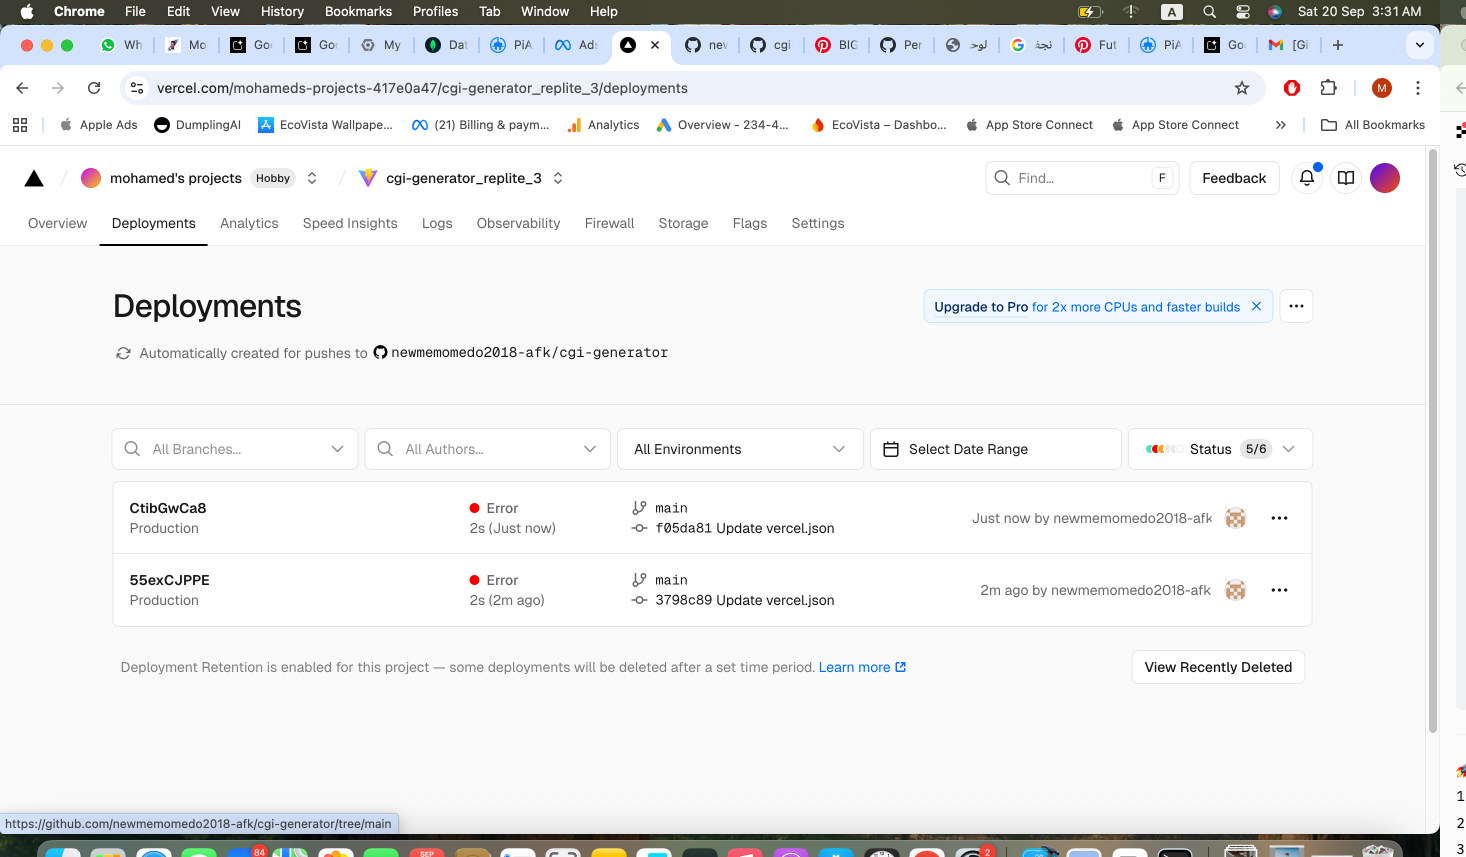 Chrome File Edit View History Bookmarks Profiles Tab Window Help A Sat 20 Sep 3:31 AM
Wh Mo Goo Goo My Dat PiA Ads new cgi- BIG Per لوح نجف Fut PiA Goo [Gi
vercel.com/mohameds-projects-417e0a47/cgi-generator_replite_3/deployments M
Apple Ads DumplingAI EcoVista Wallpape... (21) Billing & paym... Analytics Overview - 234-4... EcoVista – Dashbo... App Store Connect App Store Connect >> All Bookmarks
mohamed's projects Hobby / cgi-generator_replite_3 Find... F Feedback
Overview Deployments Analytics Speed Insights Logs Observability Firewall Storage Flags Settings
Deployments
Upgrade to Pro for 2x more CPUs and faster builds
Automatically created for pushes to newmemomedo2018-afk/cgi-generator
All Branches... All Authors... All Environments Select Date Range Status 5/6
CtibGwCa8 Error main
Production 2s (Just now) f05da81 Update vercel.json
Just now by newmemomedo2018-afk
55exCJPPE Error main
Production 2s (2m ago) 3798c89 Update vercel.json
2m ago by newmemomedo2018-afk
Deployment Retention is enabled for this project — some deployments will be deleted after a set time period. Learn more
View Recently Deleted
https://github.com/newmemomedo2018-afk/cgi-generator/tree/main
1
2
3
84
SEP
2